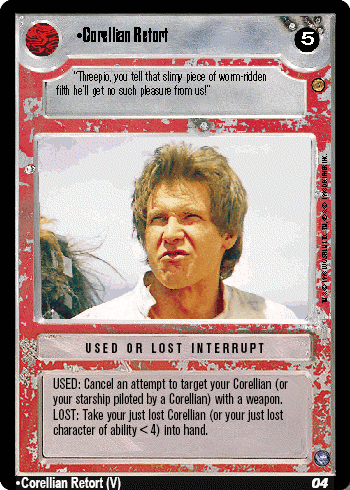 •Corellian Retort
5
"Threepio, you tell that slimy piece of worm-ridden
filth he'll get no such pleasure from us!"
USED OR LOST INTERRUPT
USED: Cancel an attempt to target your Corellian (or
your starship piloted by a Corellian) with a weapon.
LOST: Take your just lost Corellian (or your just lost
character of ability < 4) into hand.
•Corellian Retort (V)
04